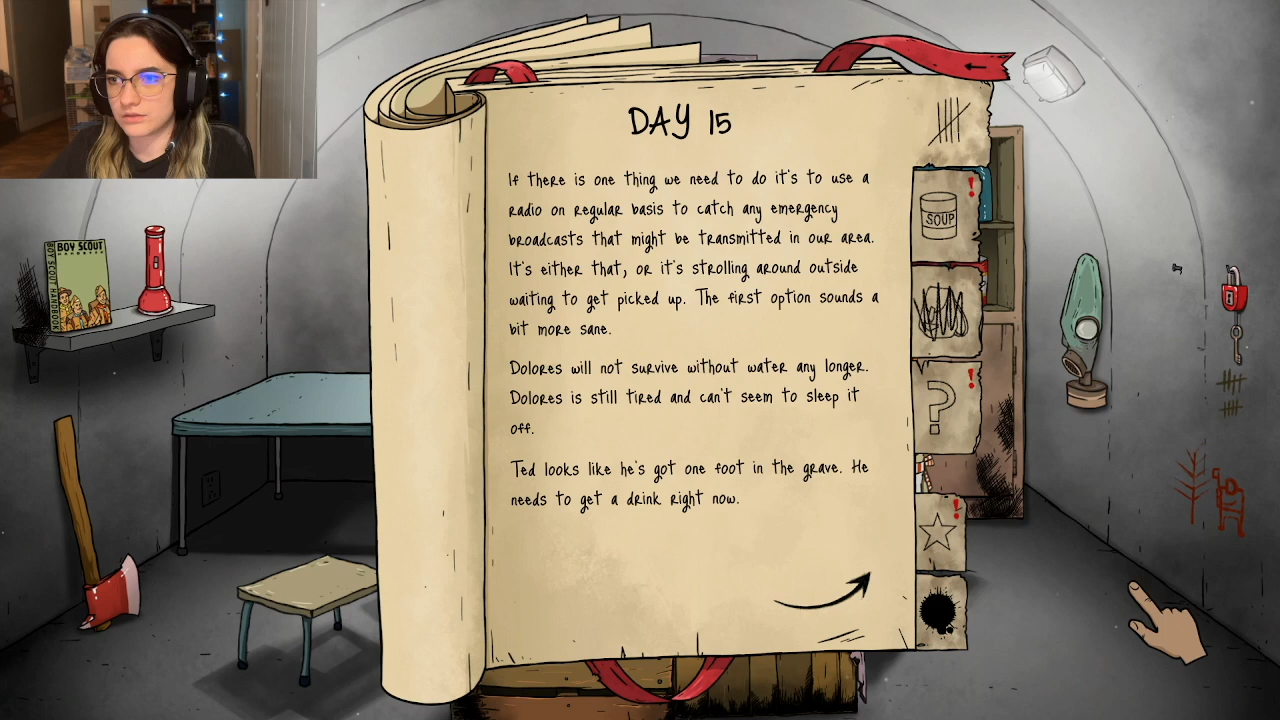 DAY 15
If there is one thing we need to do it's to use a
radio on regular basis to catch any emergency
broadcasts that might be transmitted in our area.
It's either that, or it's strolling around outside
waiting to get picked up. The first option sounds a
bit more sane.
Dolores will not survive without water any longer.
Dolores is still tired and can't seem to sleep it
off.
Ted looks like he's got one foot in the grave. He
needs to get a drink right now.
SOUP
?
BOY SCOUT
BOY SCOUT HANDBOOK